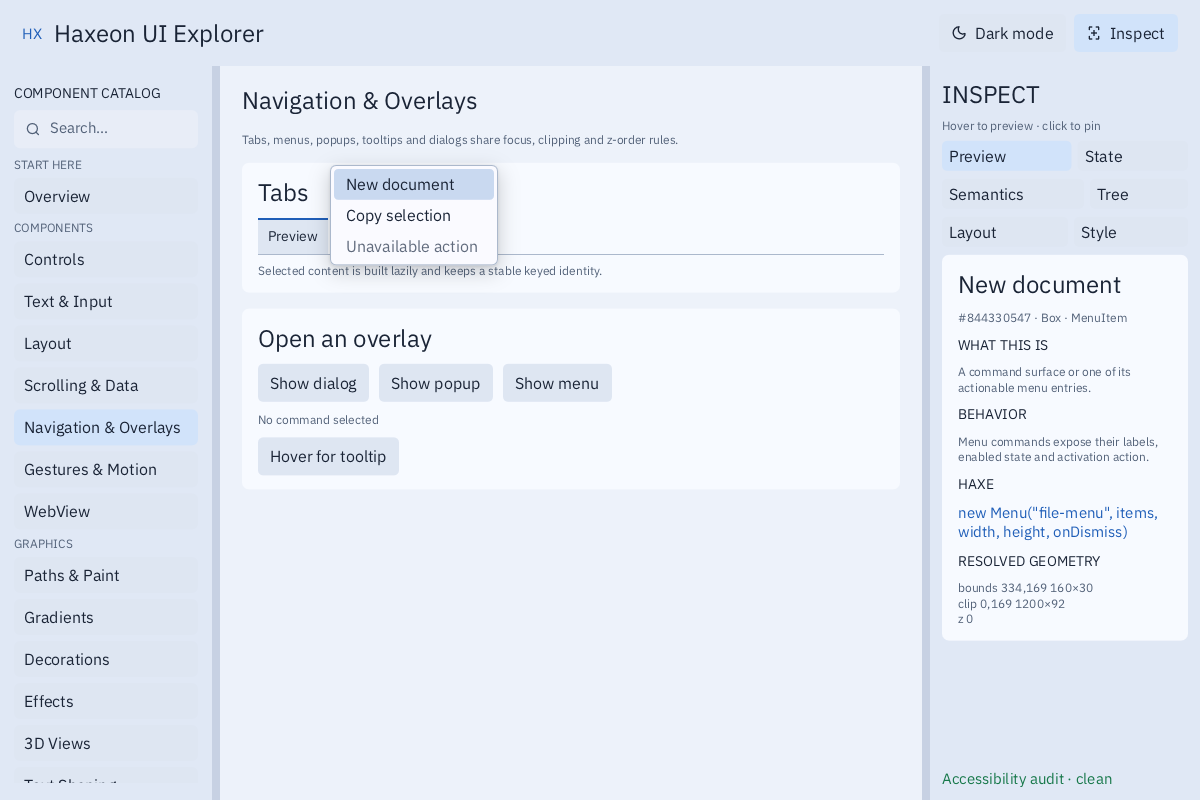 HX Haxeon UI Explorer
Dark mode
Inspect
COMPONENT CATALOG
Search...
START HERE
Overview
COMPONENTS
Controls
Text & Input
Layout
Scrolling & Data
Navigation & Overlays
Gestures & Motion
WebView
GRAPHICS
Paths & Paint
Gradients
Decorations
Effects
3D Views
Text Shaping
Navigation & Overlays
Tabs, menus, popups, tooltips and dialogs share focus, clipping and z-order rules.
Tabs
Preview
New document
Copy selection
Unavailable action
Selected content is built lazily and keeps a stable keyed identity.
Open an overlay
Show dialog
Show popup
Show menu
No command selected
Hover for tooltip
INSPECT
Hover to preview · click to pin
Preview
State
Semantics
Tree
Layout
Style
New document
#844330547 · Box · MenuItem
WHAT THIS IS
A command surface or one of its
actionable menu entries.
BEHAVIOR
Menu commands expose their labels,
enabled state and activation action.
HAXE
new Menu("file-menu", items,
width, height, onDismiss)
RESOLVED GEOMETRY
bounds 334,169 160×30
clip 0,169 1200×92
z 0
Accessibility audit · clean